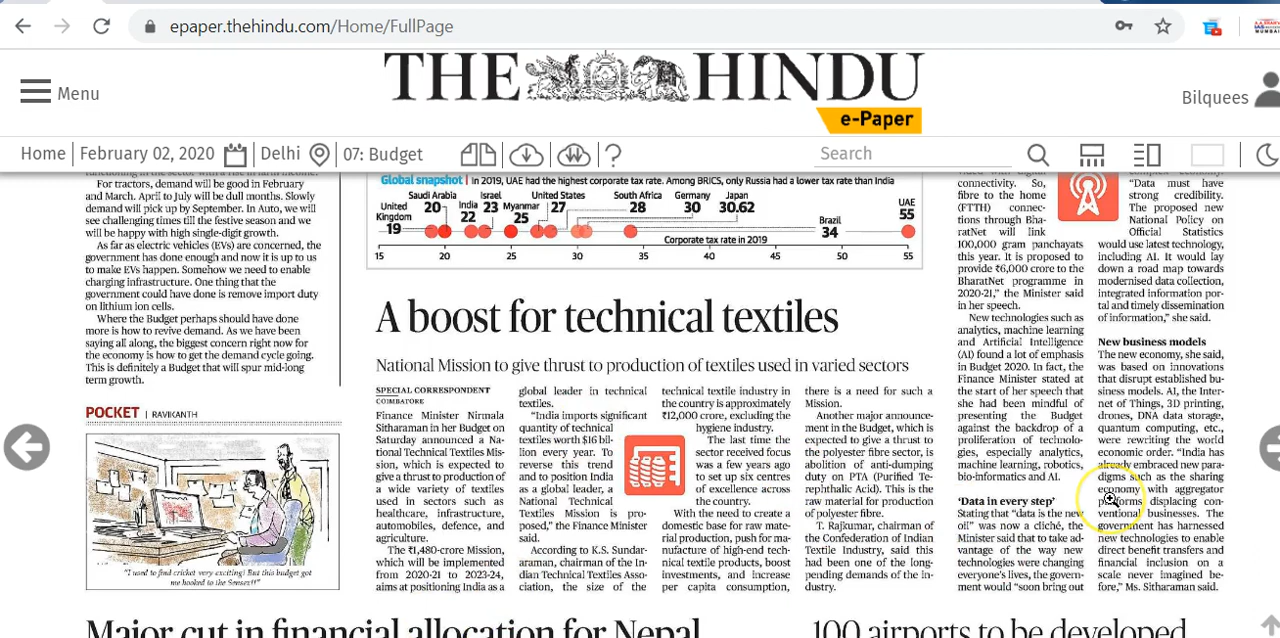 epaper.thehindu.com/Home/FullPage
Menu
THE HINDU
e-Paper
Bilquees
Home
February 02, 2020
Delhi
07: Budget
?
Search
For tractors, demand will be good in February
and March. April to July will be dull months. Slowly
demand will pick up by September. In Auto, we will
see challenging times till the festive season and we
will be happy with high single-digit growth.
As far as electric vehicles (EVs) are concerned, the
government has done enough and now it is up to us
to make EVs happen. Somehow we need to enable
charging infrastructure. One thing that the
government could have done is remove import duty
on lithium ion cells.
Where the Budget perhaps should have done
more is how to revive demand. As we have been
saying all along, the biggest concern right now for
the economy is how to get the demand cycle going.
This is definitely a Budget that will spur mid-long
term growth.
POCKET | RAVIKANTH
"I used to find cricket very exciting! But this budget got
me hooked to the Sensex!!"
Global snapshot | In 2019, UAE had the highest corporate tax rate. Among BRICS, only Russia had a lower tax rate than India
United Kingdom 19
Saudi Arabia 20
India 22
Israel 23
Myanmar 25
United States 27
South Africa 28
Germany 30
Japan 30.62
Brazil 34
UAE 55
Corporate tax rate in 2019
15 20 25 30 35 40 45 50 55
A boost for technical textiles
National Mission to give thrust to production of textiles used in varied sectors
SPECIAL CORRESPONDENT
COIMBATORE
Finance Minister Nirmala
Sitharaman in her Budget on
Saturday announced a Na-
tional Technical Textiles Mis-
sion, which is expected to
give a thrust to production of
a wide variety of textiles
used in sectors such as
healthcare, infrastructure,
automobiles, defence, and
agriculture.
The ₹1,480-crore Mission,
which will be implemented
from 2020-21 to 2023-24,
aims at positioning India as a
global leader in technical
textiles.
"India imports significant
quantity of technical
textiles worth $16 bil-
lion every year. To
reverse this trend
and to position India
as a global leader, a
National Technical
Textiles Mission is pro-
posed," the Finance Minister
said.
According to K.S. Sundar-
araman, chairman of the In-
dian Technical Textiles Asso-
ciation, the size of the
technical textile industry in
the country is approximately
₹12,000 crore, excluding the
hygiene industry.
The last time the
sector received focus
was a few years ago
to set up six centres
of excellence across
the country.
With the need to create a
domestic base for raw mate-
rial production, push for ma-
nufacture of high-end tech-
nical textile products, boost
investments, and increase
per capita consumption,
there is a need for such a
Mission.
Another major announce-
ment in the Budget, which is
expected to give a thrust to
the polyester fibre sector, is
abolition of anti-dumping
duty on PTA (Purified Te-
rephthalic Acid). This is the
raw material for production
of polyester fibre.
T. Rajkumar, chairman of
the Confederation of Indian
Textile Industry, said this
had been one of the long-
pending demands of the in-
dustry.
connectivity. So,
fibre to the home
(FTTH) connec-
tions through Bha-
ratNet will link
100,000 gram panchayats
this year. It is proposed to
provide ₹6,000 crore to the
BharatNet programme in
2020-21," the Minister said
in her speech.
New technologies such as
analytics, machine learning
and Artificial Intelligence
(AI) found a lot of emphasis
in Budget 2020. In fact, the
Finance Minister stated at
the start of her speech that
she had been mindful of
presenting the Budget
against the backdrop of a
proliferation of technolo-
gies, especially analytics,
machine learning, robotics,
bio-informatics and AI.
'Data in every step'
Stating that "data is the new
oil" was now a cliché, the
Minister said that to take ad-
vantage of the way new
technologies were changing
everyone's lives, the govern-
ment would "soon bring out
"Data must have
strong credibility.
The proposed new
National Policy on
Official Statistics
would use latest technology,
including AI. It would lay
down a road map towards
modernised data collection,
integrated information por-
tal and timely dissemination
of information," she said.
New business models
The new economy, she said,
was based on innovations
that disrupt established bu-
siness models. AI, the Inter-
net of Things, 3D printing,
drones, DNA data storage,
quantum computing, etc.,
were rewriting the world
economic order. "India has
already embraced new para-
digms such as the sharing
economy with aggregator
platforms displacing con-
ventional businesses. The
government has harnessed
new technologies to enable
direct benefit transfers and
financial inclusion on a
scale never imagined be-
fore," Ms. Sitharaman said.
Major cut in financial allocation for Nepal
100 airports to be developed